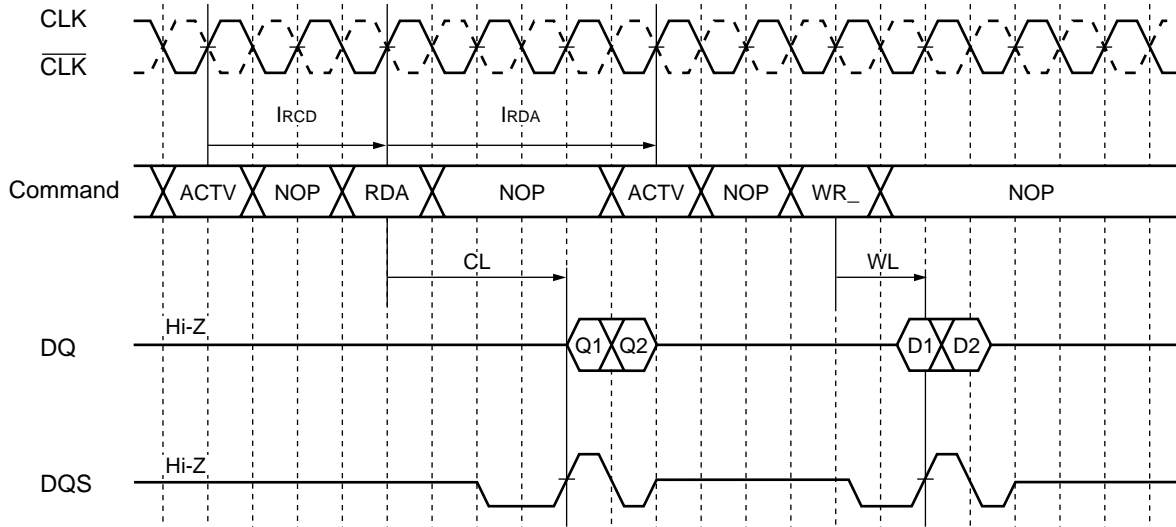 CLK
CLK
IRCD IRDA
Command ACTV NOP RDA NOP ACTV NOP WR_ NOP
CL WL
Hi-Z
DQ Q1 Q2 D1 D2
Hi-Z
DQS